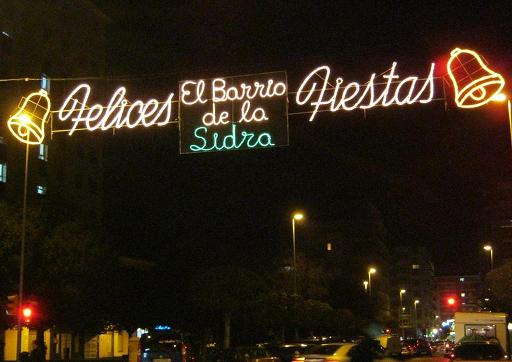 Felices
El Barrio
de la
Sidra
Fiestas